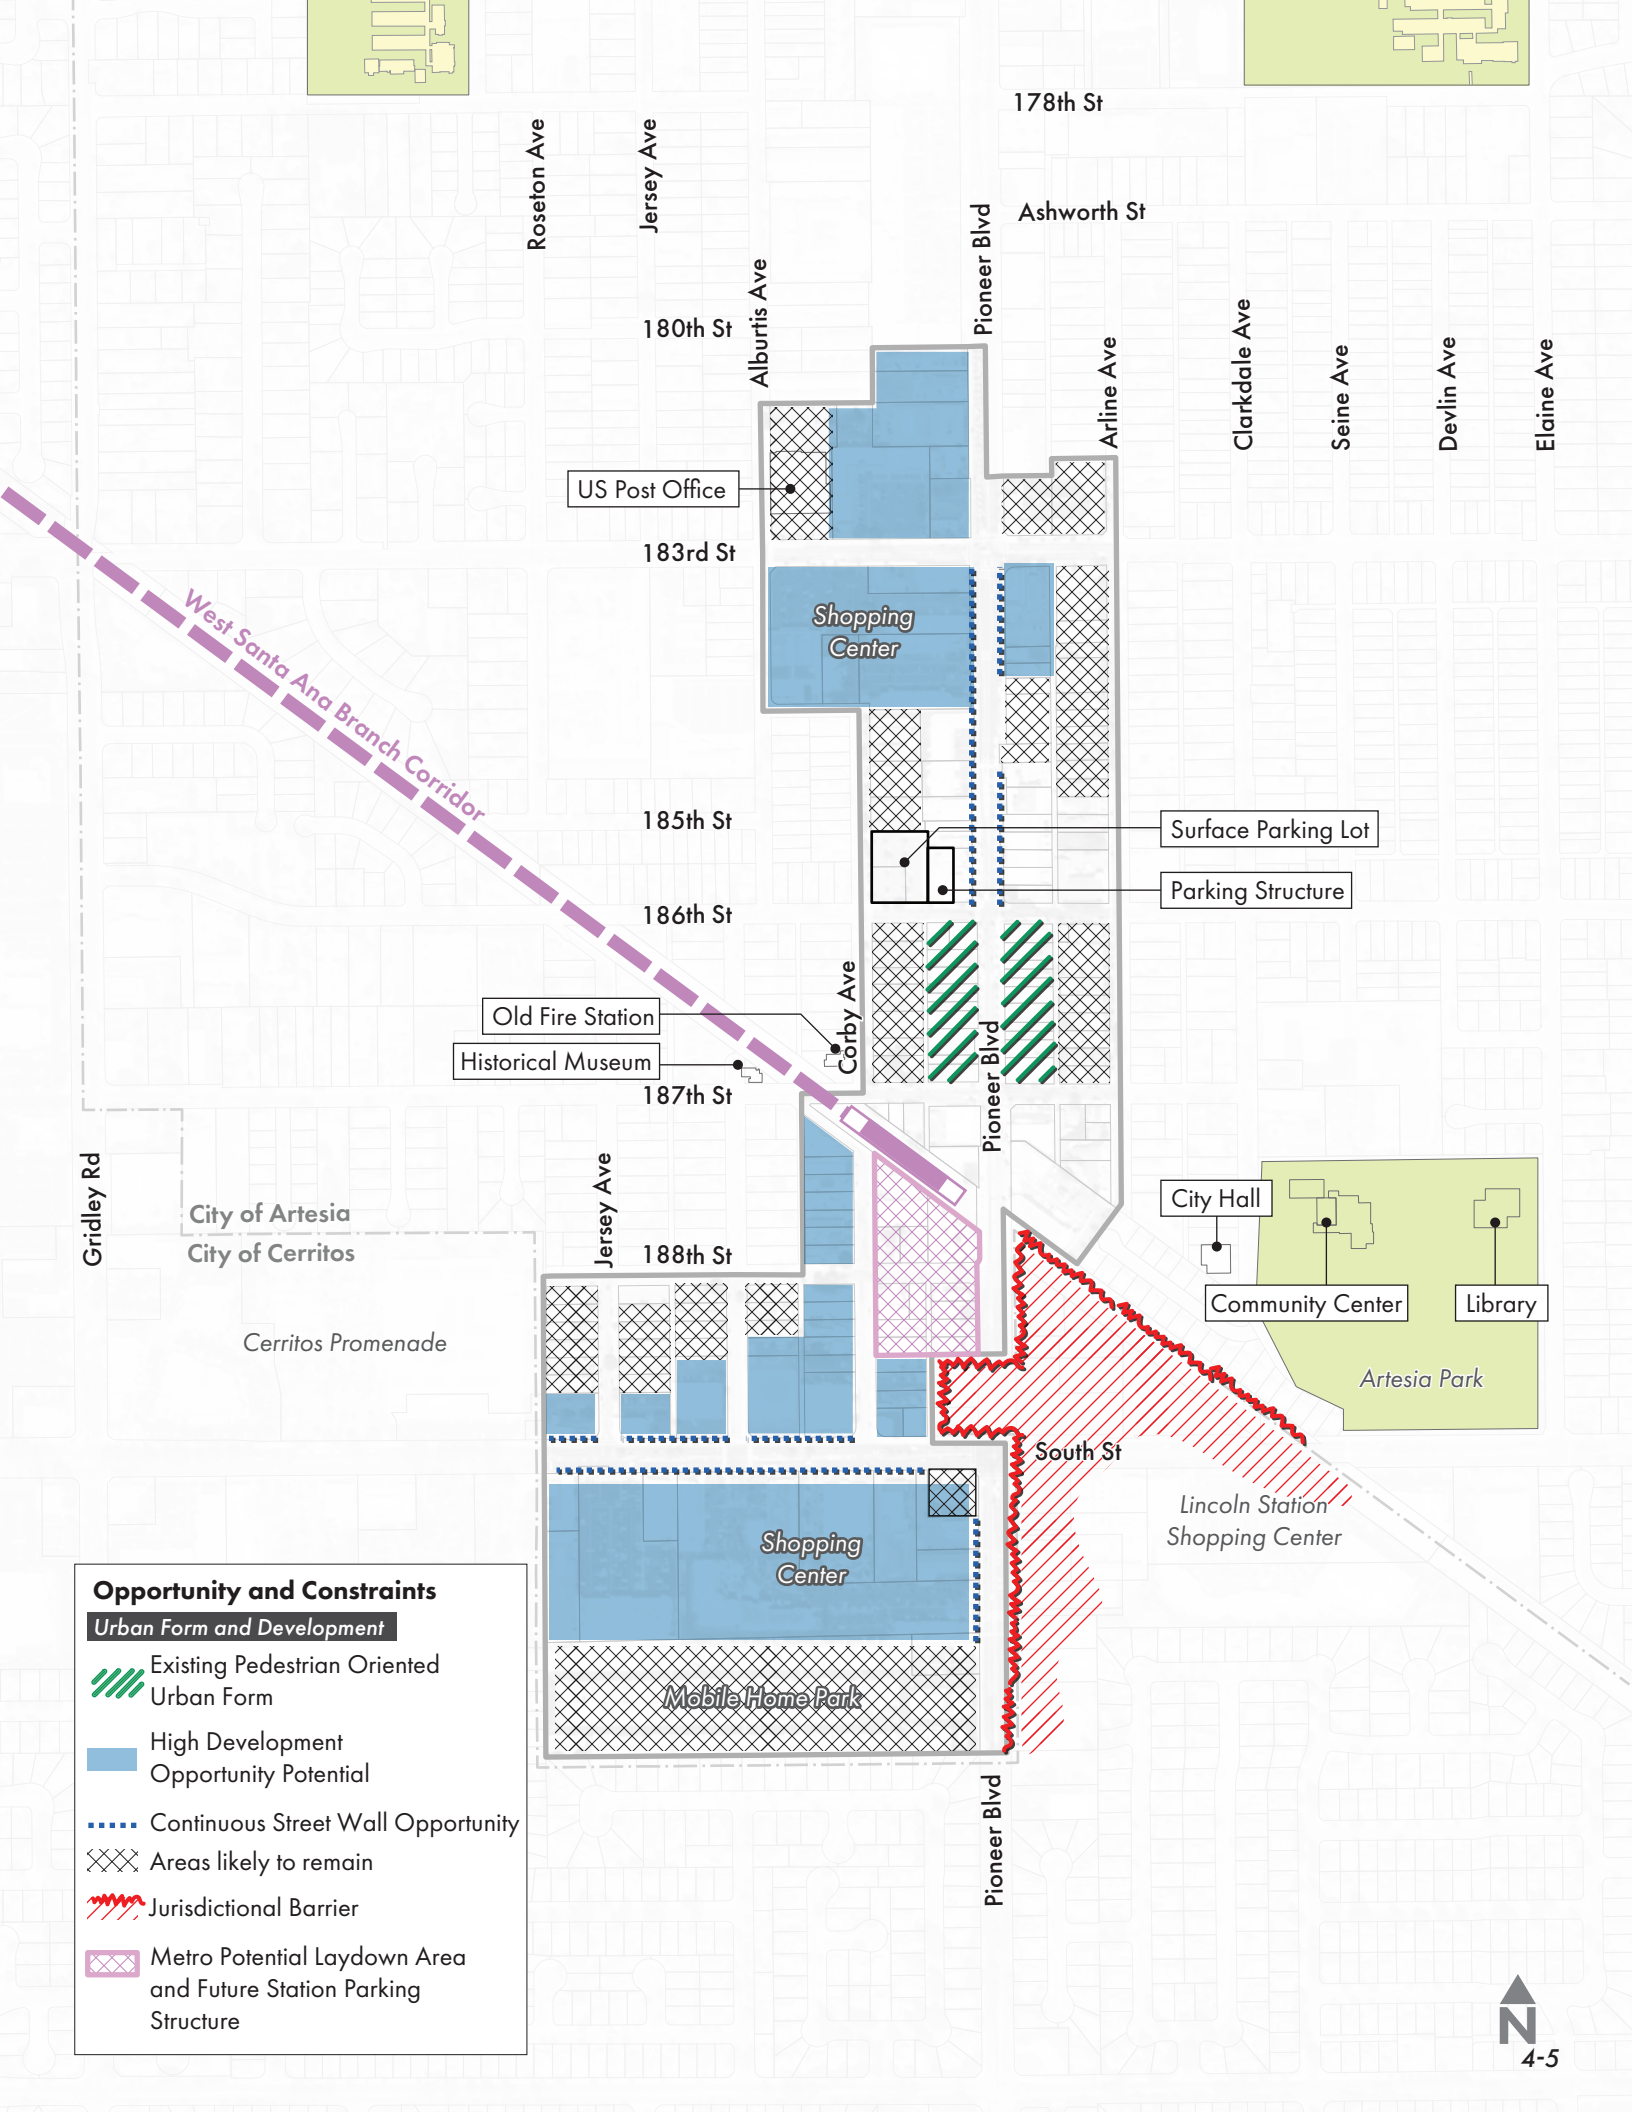 178th St
Roseton Ave
Jersey Ave
Ashworth St
Pioneer Blvd
Alburtis Ave
180th St
Arline Ave
Clarkdale Ave
Seine Ave
Devlin Ave
Elaine Ave
US Post Office
183rd St
West Santa Ana Branch Corridor
Shopping
Center
185th St
Surface Parking Lot
Parking Structure
186th St
Corby Ave
Old Fire Station
Historical Museum
187th St
Pioneer Blvd
Gridley Rd
Jersey Ave
City of Artesia
City of Cerritos
188th St
City Hall
Community Center
Library
Cerritos Promenade
Artesia Park
South St
Lincoln Station
Shopping Center
Shopping
Center
Mobile Home Park
Pioneer Blvd
Opportunity and Constraints
Urban Form and Development
Existing Pedestrian Oriented
Urban Form
High Development
Opportunity Potential
Continuous Street Wall Opportunity
Areas likely to remain
Jurisdictional Barrier
Metro Potential Laydown Area
and Future Station Parking
Structure
N
4-5